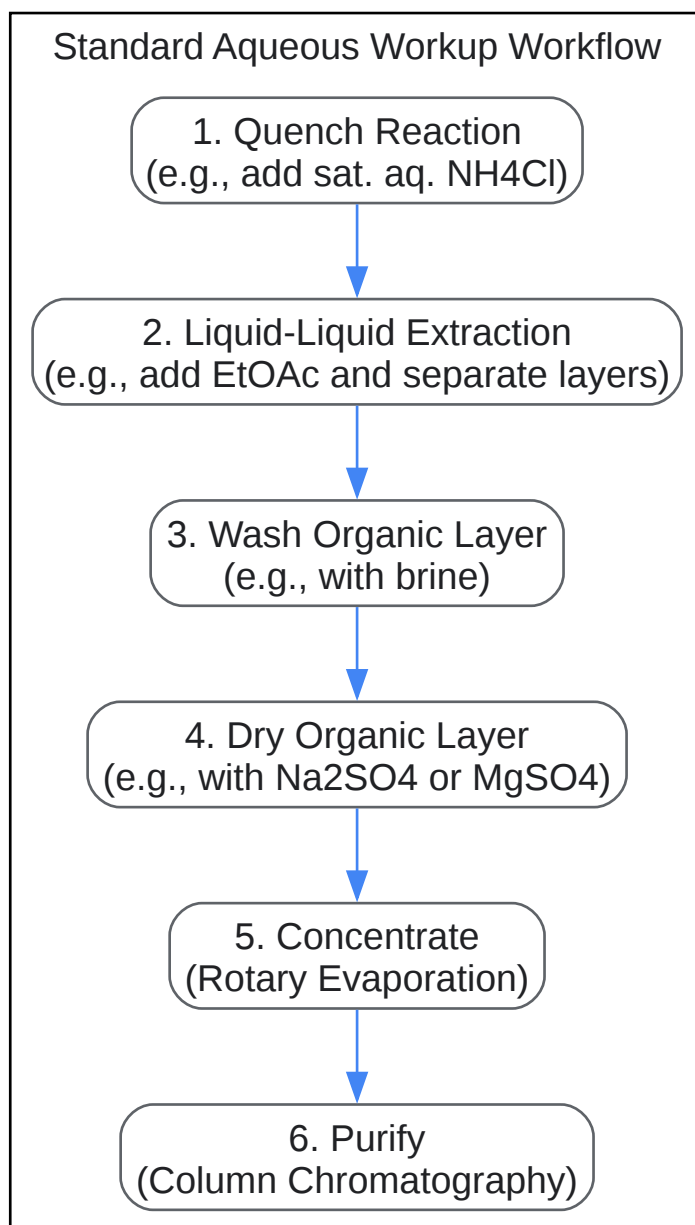 Standard Aqueous Workup Workflow
1. Quench Reaction
(e.g., add sat. aq. NH4Cl)
2. Liquid-Liquid Extraction
(e.g., add EtOAc and separate layers)
3. Wash Organic Layer
(e.g., with brine)
4. Dry Organic Layer
(e.g., with Na2SO4 or MgSO4)
5. Concentrate
(Rotary Evaporation)
6. Purify
(Column Chromatography)